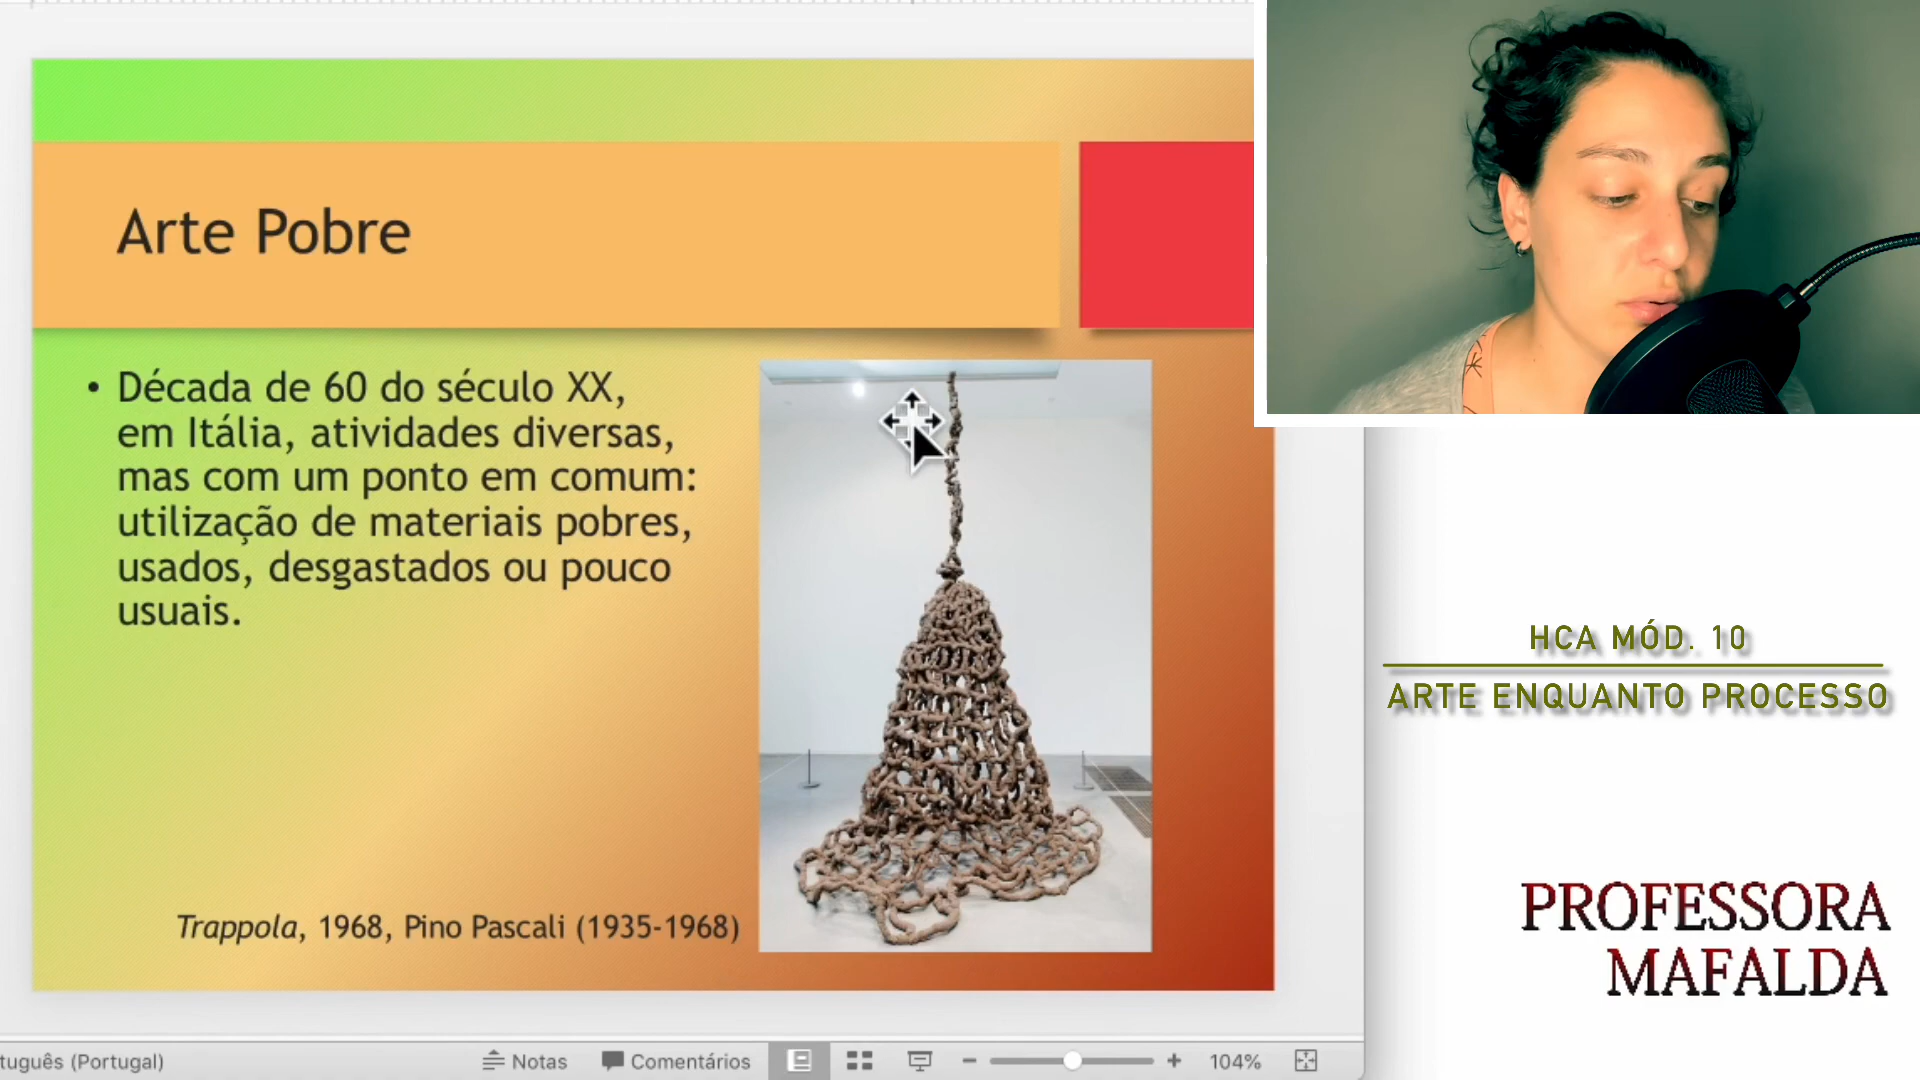 Arte Pobre
• Década de 60 do século XX,
em Itália, atividades diversas,
mas com um ponto em comum:
utilização de materiais pobres,
usados, desgastados ou pouco
usuais.
Trappola, 1968, Pino Pascali (1935-1968)
HCA MÓD. 10
ARTE ENQUANTO PROCESSO
PROFESSORA
MAFALDA
tuguês (Portugal)
Notas
Comentários
104%